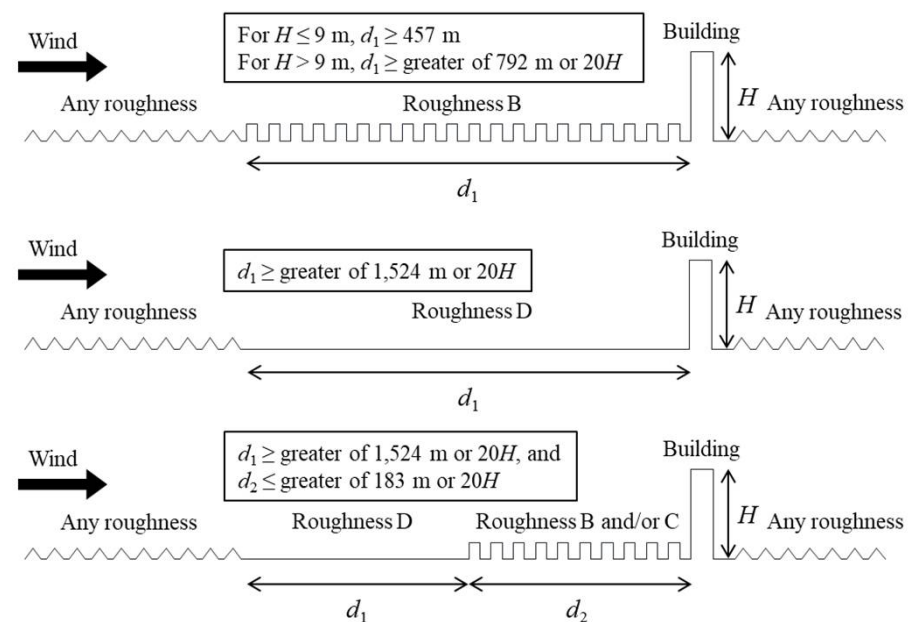 Wind
For H ≤ 9 m, d₁ ≥ 457 m
For H > 9 m, d₁ ≥ greater of 792 m or 20H
Building
Any roughness
Roughness B
H
Any roughness
d₁
Wind
d₁ ≥ greater of 1,524 m or 20H
Building
Any roughness
Roughness D
H
Any roughness
d₁
Wind
d₁ ≥ greater of 1,524 m or 20H, and
d₂ ≤ greater of 183 m or 20H
Building
Any roughness
Roughness D
Roughness B and/or C
H
Any roughness
d₁
d₂